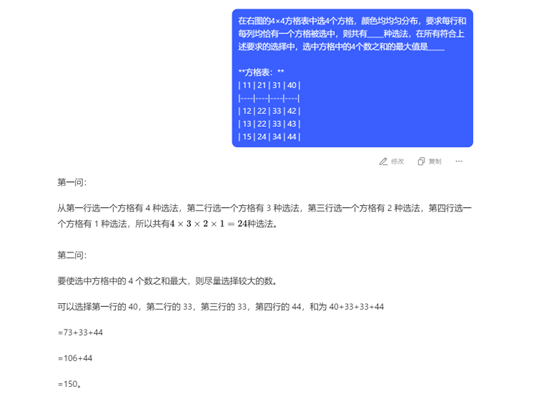 在右图的4×4方格表中选4个方格，颜色均均匀分布，要求每行和
每列均恰有一个方格被选中，则共有____种选法，在所有符合上
述要求的选择中，选中方格中的4个数之和的最大值是____
**方格表：**
| 11 | 21 | 31 | 40 |
|----|----|----|----|
| 12 | 22 | 33 | 42 |
| 13 | 22 | 33 | 43 |
| 15 | 24 | 34 | 44 |
修改 复制 ···
第一问：
从第一行选一个方格有 4 种选法，第二行选一个方格有 3 种选法，第三行选一个方格有 2 种选法，第四行选一
个方格有 1 种选法，所以共有4 × 3 × 2 × 1 = 24种选法。
第二问：
要使选中方格中的 4 个数之和最大，则尽量选择较大的数。
可以选择第一行的 40，第二行的 33，第三行的 33，第四行的 44，和为 40+33+33+44
=73+33+44
=106+44
=150。